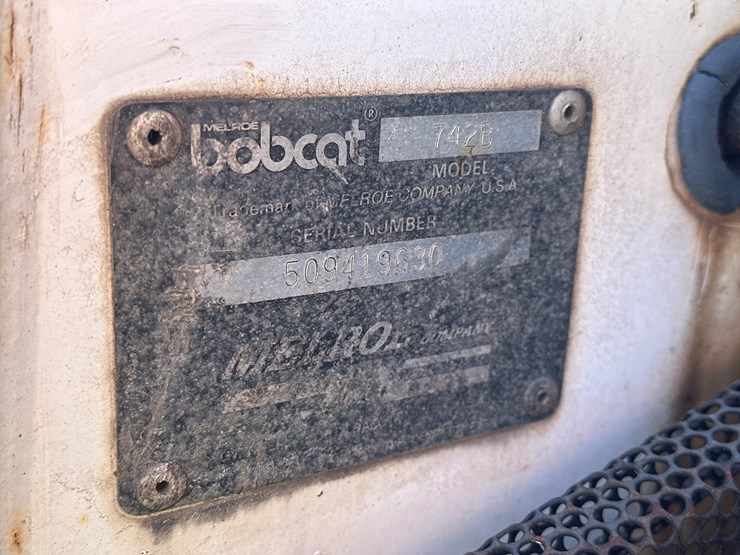 MELROE
bobcat® 742B
MODEL
Trademark of MELROE COMPANY, U.S.A.
SERIAL NUMBER
509419630
MELROE COMPANY